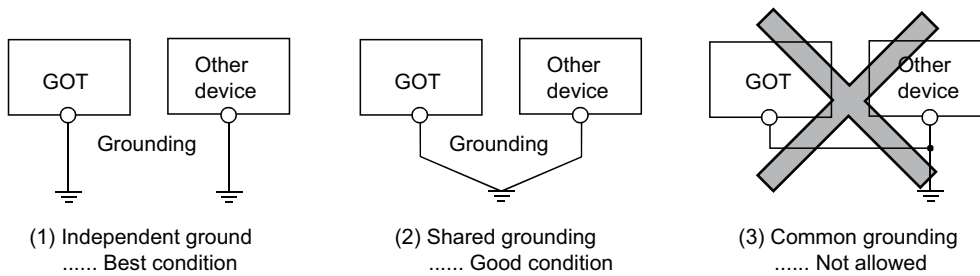 GOT
Other
device
Grounding
(1) Independent ground
...... Best condition
GOT
Other
device
Grounding
(2) Shared grounding
...... Good condition
GOT
Other
device
(3) Common grounding
...... Not allowed